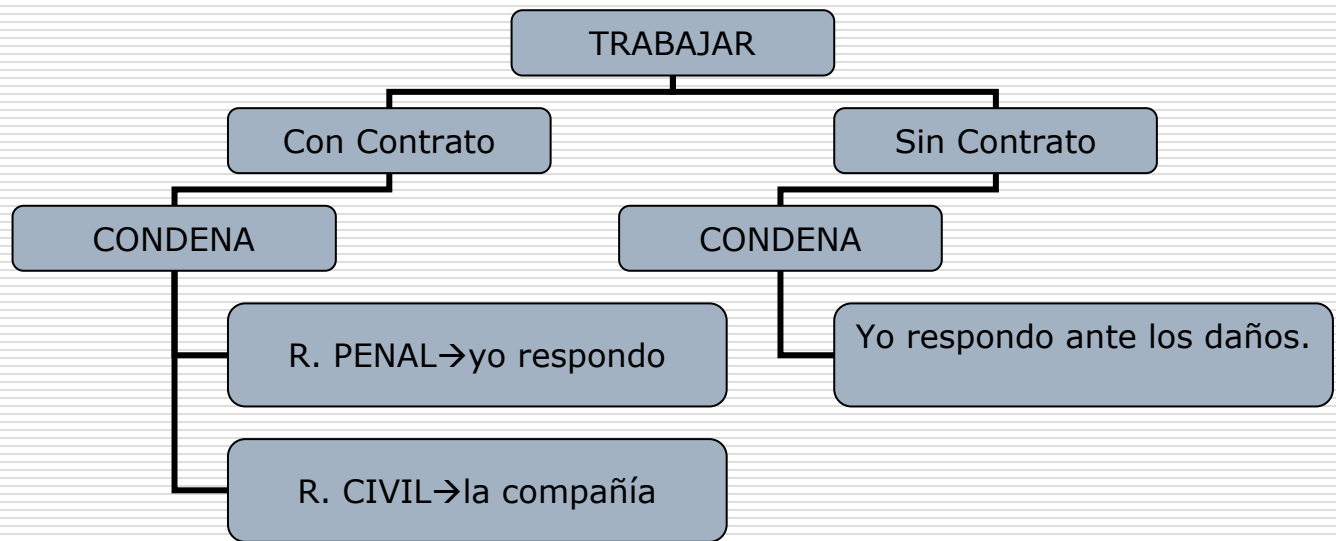 TRABAJAR
Con Contrato
Sin Contrato
CONDENA
CONDENA
R. PENAL→yo respondo
Yo respondo ante los daños.
R. CIVIL→la compañía